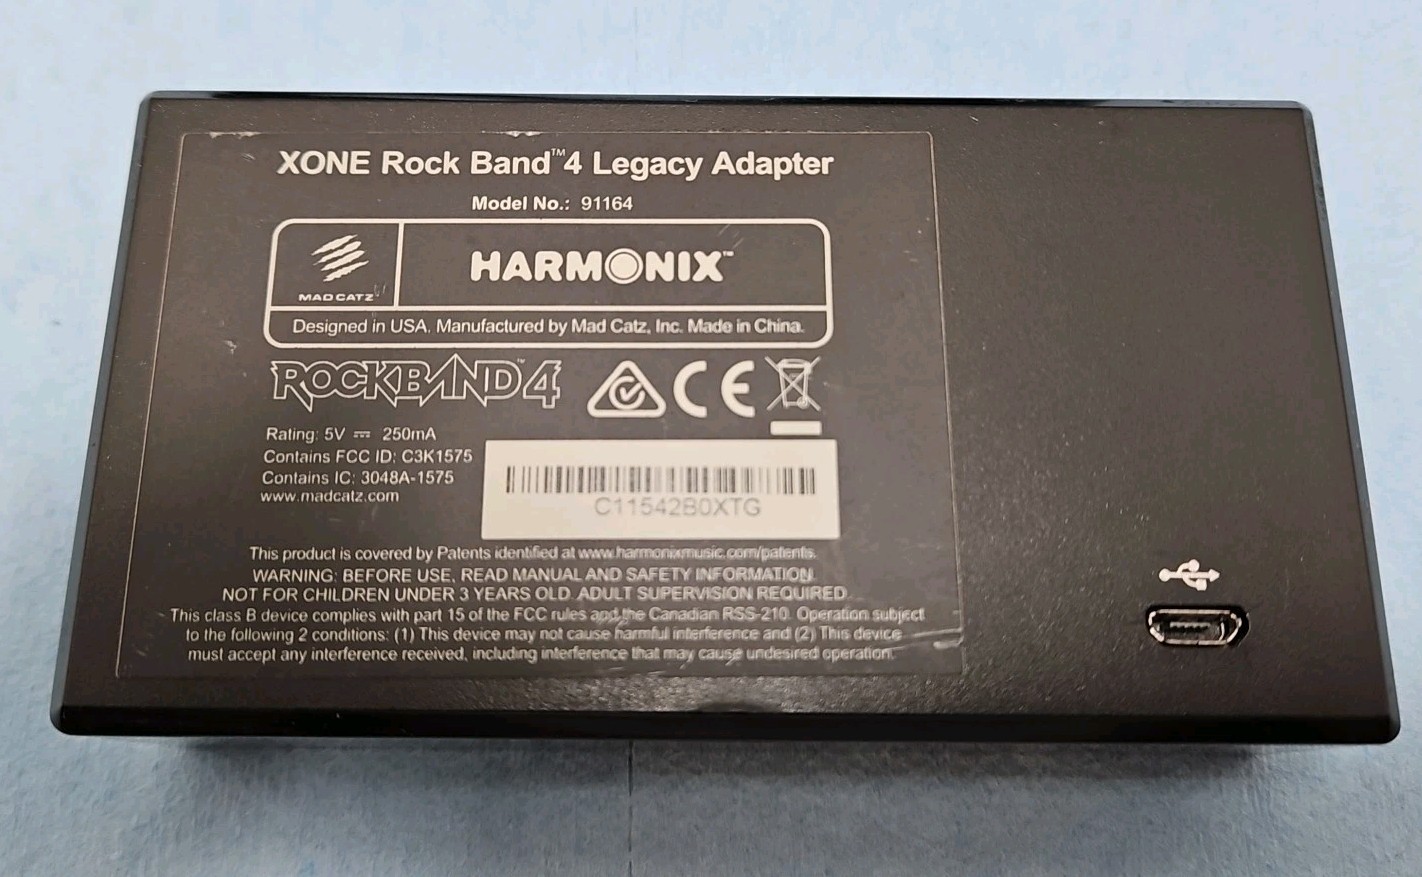 XONE Rock Band™4 Legacy Adapter
Model No.: 91164
MAD CATZ
HARMONIX™
Designed in USA. Manufactured by Mad Catz, Inc. Made in China.
ROCKBAND™4
CE
Rating: 5V ⎓ 250mA
Contains FCC ID: C3K1575
Contains IC: 3048A-1575
www.madcatz.com
C11542B0XTG
This product is covered by Patents identified at www.harmonixmusic.com/patents.
WARNING: BEFORE USE, READ MANUAL AND SAFETY INFORMATION.
NOT FOR CHILDREN UNDER 3 YEARS OLD. ADULT SUPERVISION REQUIRED
This class B device complies with part 15 of the FCC rules and the Canadian RSS-210. Operation subject
to the following 2 conditions: (1) This device may not cause harmful interference and (2) This device
must accept any interference received, including interference that may cause undesired operation.